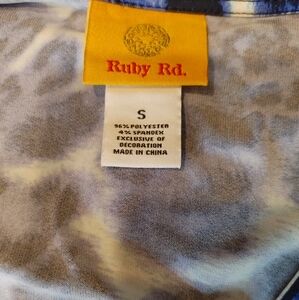 Ruby Rd.
S
96% POLYESTER
4% SPANDEX
EXCLUSIVE OF
DECORATION
MADE IN CHINA